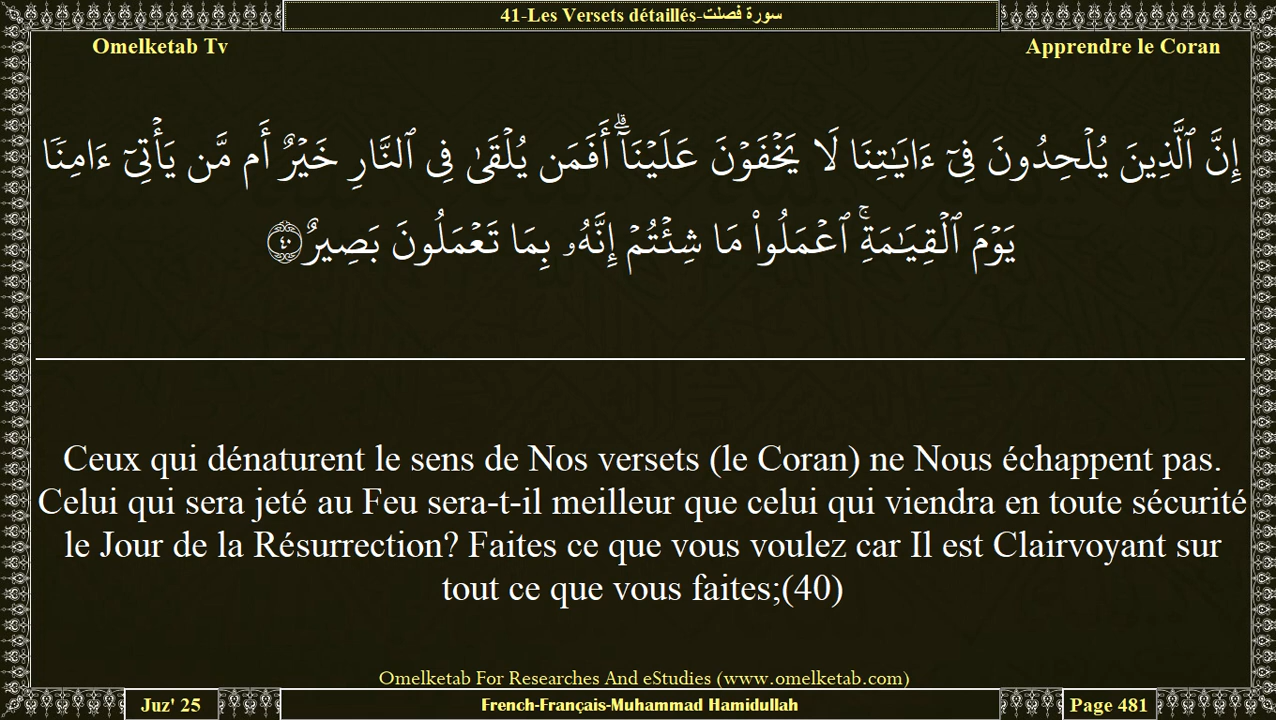 41-Les Versets détaillés-سورة فصلت
Omelketab Tv
Apprendre le Coran
إِنَّ ٱلَّذِينَ يُلۡحِدُونَ فِيٓ ءَايَٰتِنَا لَا يَخۡفَوۡنَ عَلَيۡنَآۗ أَفَمَن يُلۡقَىٰ فِي ٱلنَّارِ خَيۡرٌ أَم مَّن يَأۡتِيٓ ءَامِنٗا
يَوۡمَ ٱلۡقِيَٰمَةِۚ ٱعۡمَلُواْ مَا شِئۡتُمۡ إِنَّهُۥ بِمَا تَعۡمَلُونَ بَصِيرٌ ٤٠
Ceux qui dénaturent le sens de Nos versets (le Coran) ne Nous échappent pas.
Celui qui sera jeté au Feu sera-t-il meilleur que celui qui viendra en toute sécurité
le Jour de la Résurrection? Faites ce que vous voulez car Il est Clairvoyant sur
tout ce que vous faites;(40)
Omelketab For Researches And eStudies (www.omelketab.com)
Juz' 25
French-Français-Muhammad Hamidullah
Page 481